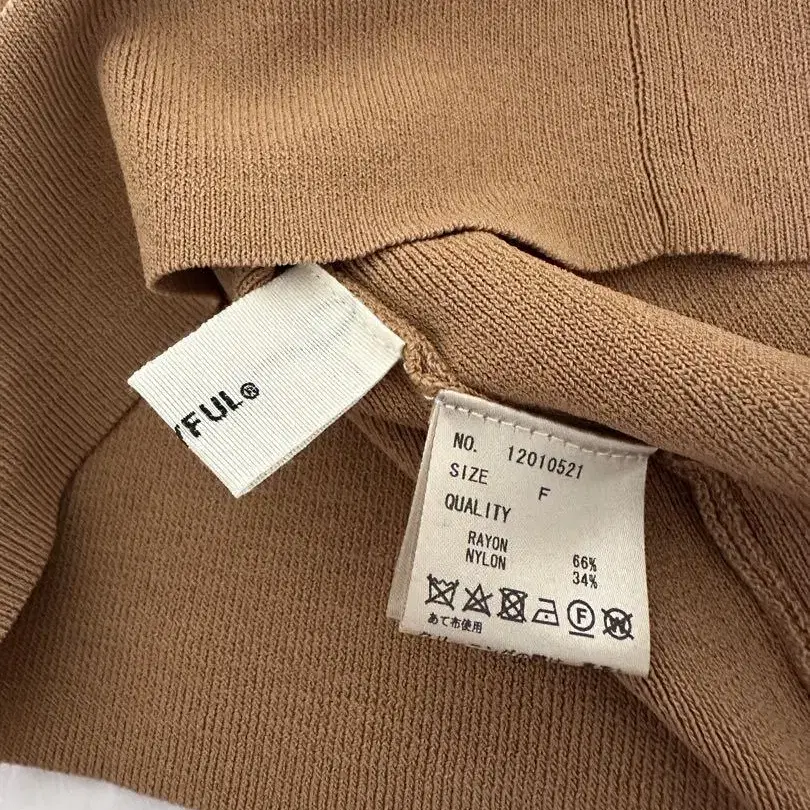 YFUL®
NO. 12010521
SIZE F
QUALITY
RAYON 66%
NYLON 34%
F W
あて布使用